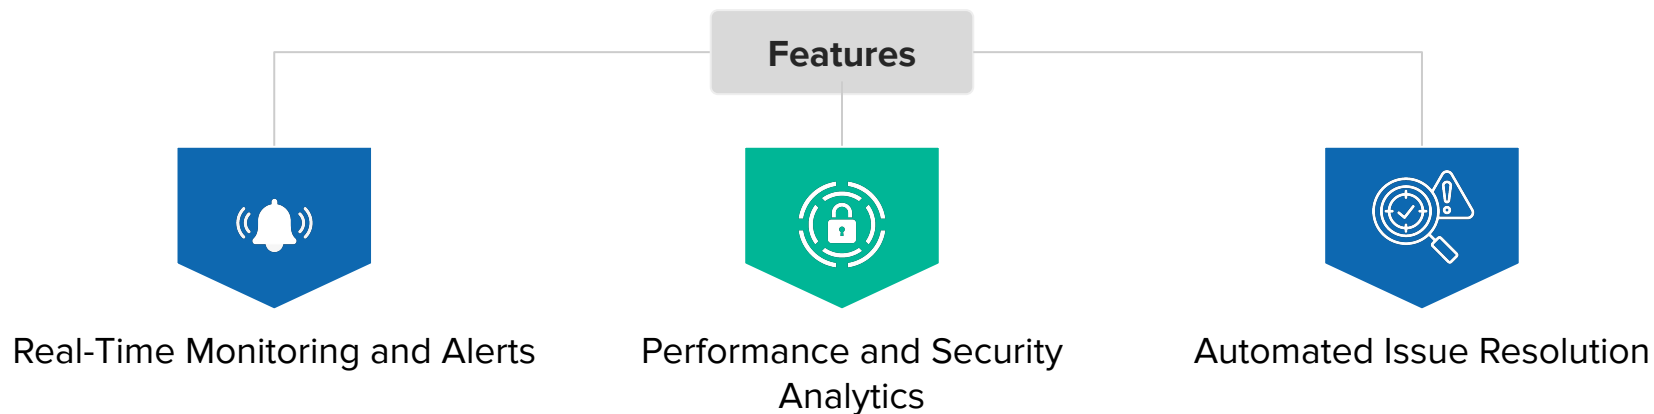 Features
Real-Time Monitoring and Alerts
Performance and Security
Analytics
Automated Issue Resolution